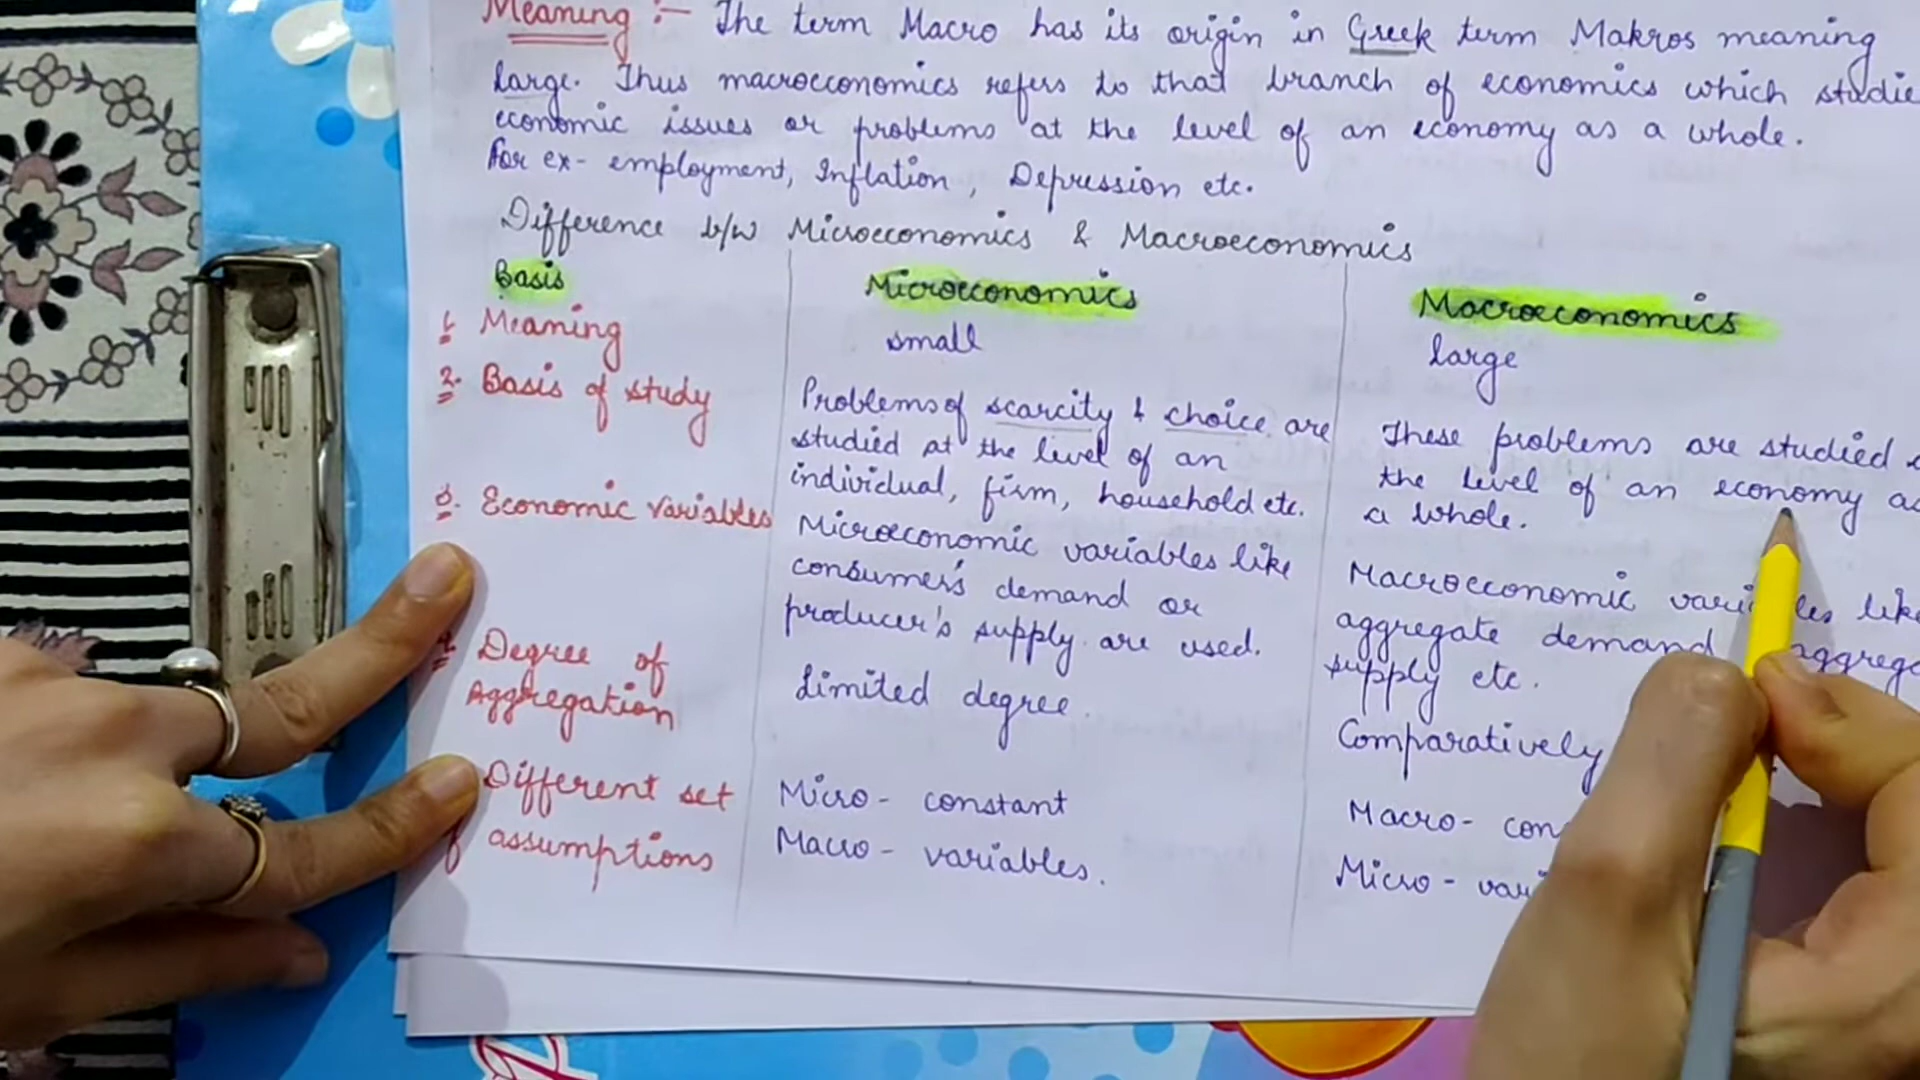 Meaning :- The term Macro has its origin in Greek term Makros meaning
large. Thus macroeconomics refers to that branch of economics which studie
economic issues or problems at the level of an economy as a whole.
For ex- employment, Inflation, Depression etc.
Difference b/w Microeconomics & Macroeconomics
Basis Microeconomics Macroeconomics
1. Meaning small large
2. Basis of study
Problems of scarcity & choice are
studied at the level of an
individual, firm, household etc.
These problems are studied
the level of an economy as
a whole.
3. Economic variables
Microeconomic variables like
consumer's demand or
producer's supply are used.
Macroeconomic vari les like
aggregate demand aggreg
supply etc.
4. Degree of
Aggregation
Limited degree.
Comparatively
Different set
f assumptions
Micro - constant
Macro - variables.
Macro - con
Micro - vari